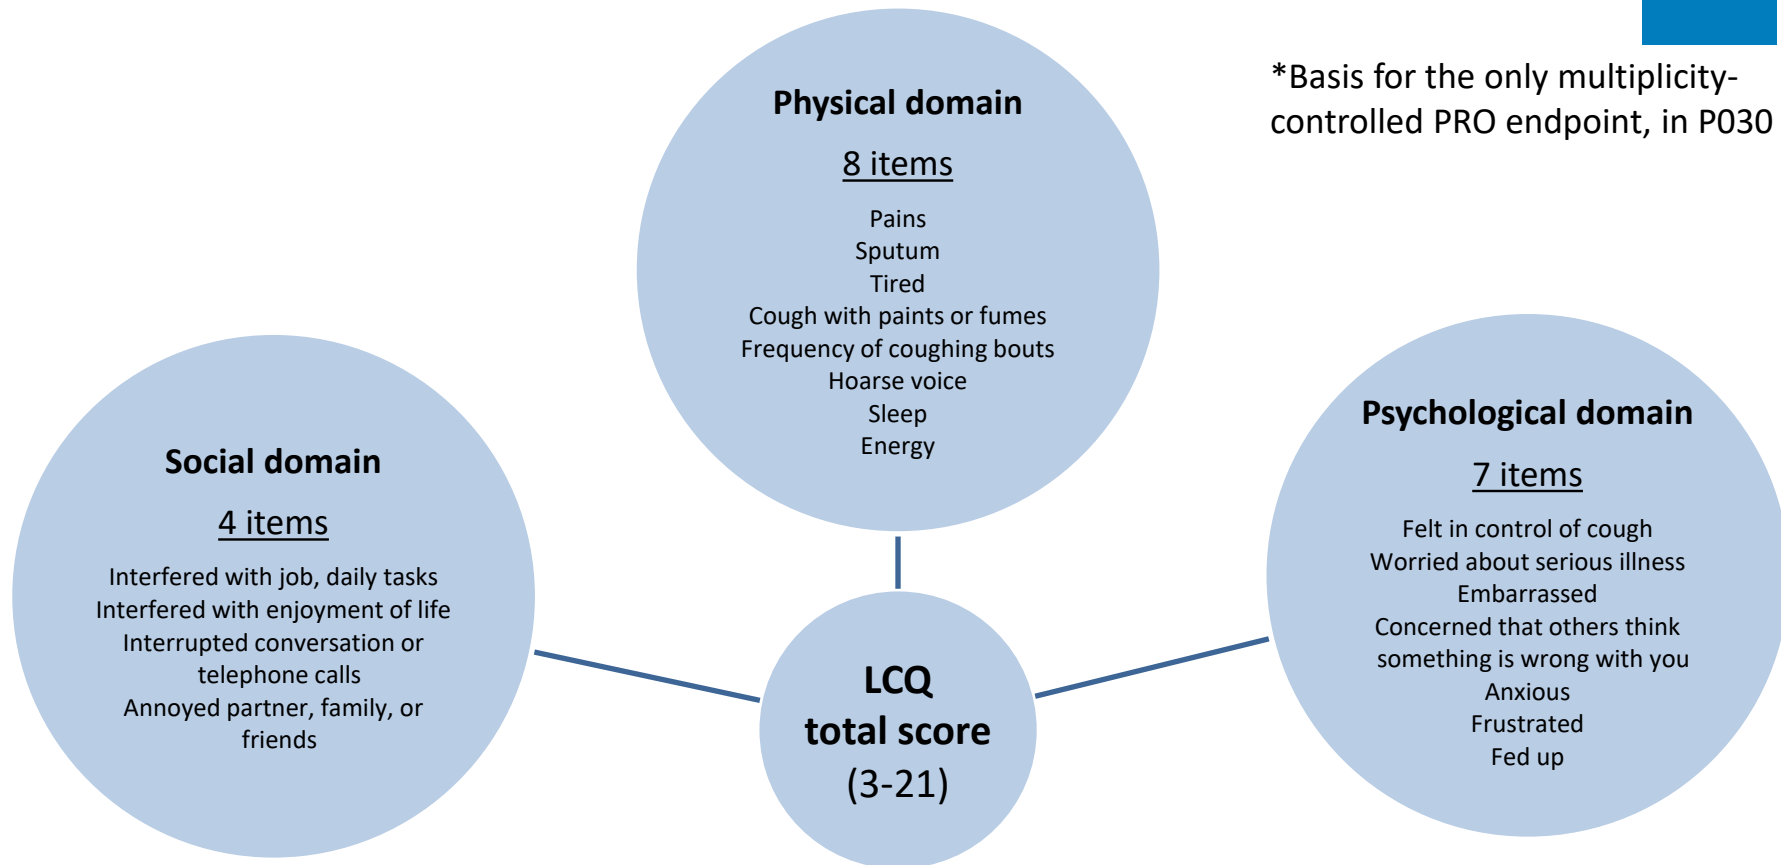 *Basis for the only multiplicity-
controlled PRO endpoint, in P030
Physical domain
8 items
Pains
Sputum
Tired
Cough with paints or fumes
Frequency of coughing bouts
Hoarse voice
Sleep
Energy
Social domain
4 items
Interfered with job, daily tasks
Interfered with enjoyment of life
Interrupted conversation or
telephone calls
Annoyed partner, family, or
friends
Psychological domain
7 items
Felt in control of cough
Worried about serious illness
Embarrassed
Concerned that others think
something is wrong with you
Anxious
Frustrated
Fed up
LCQ
total score
(3-21)